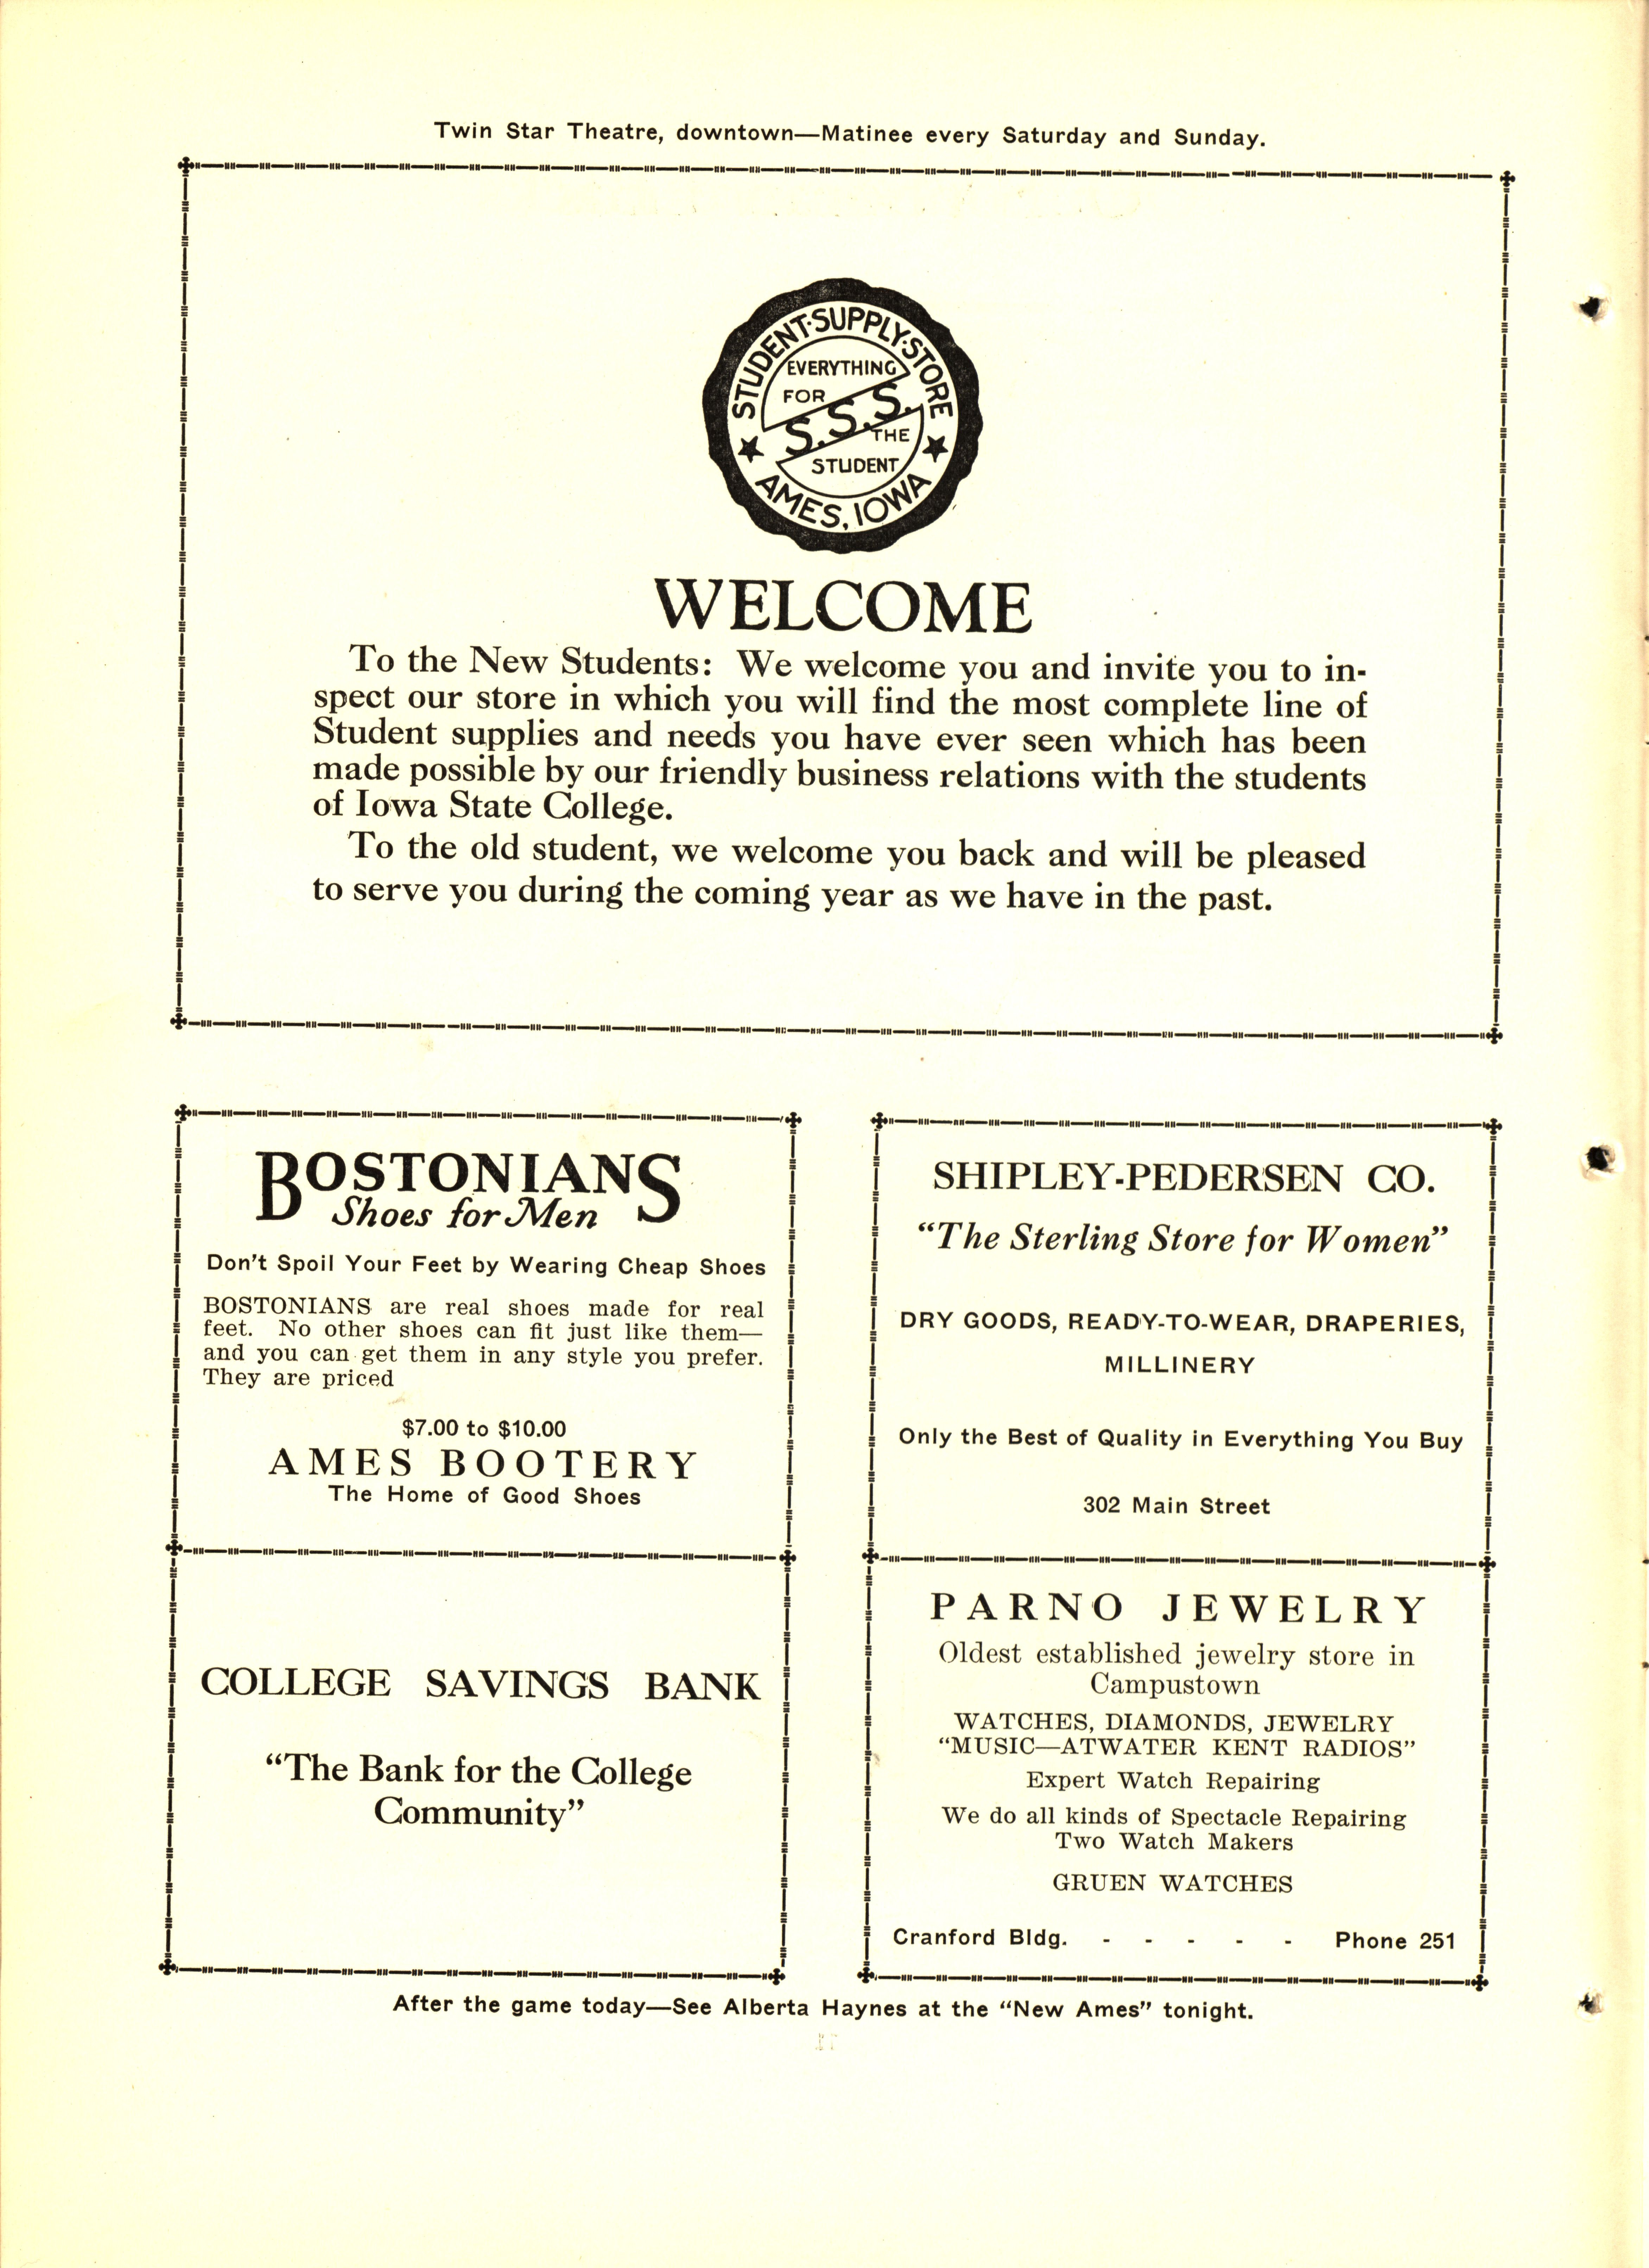 Twin Star Theatre, downtown—Matinee every Saturday and Sunday.
STUDENT·SUPPLY·STORE
EVERYTHING
FOR
S.S.S.
THE
STUDENT
AMES, IOWA
WELCOME
To the New Students: We welcome you and invite you to in-
spect our store in which you will find the most complete line of
Student supplies and needs you have ever seen which has been
made possible by our friendly business relations with the students
of Iowa State College.
To the old student, we welcome you back and will be pleased
to serve you during the coming year as we have in the past.
BOSTONIANS
Shoes for Men
Don't Spoil Your Feet by Wearing Cheap Shoes
BOSTONIANS are real shoes made for real
feet. No other shoes can fit just like them—
and you can get them in any style you prefer.
They are priced
$7.00 to $10.00
AMES BOOTERY
The Home of Good Shoes
SHIPLEY-PEDERSEN CO.
"The Sterling Store for Women"
DRY GOODS, READY-TO-WEAR, DRAPERIES,
MILLINERY
Only the Best of Quality in Everything You Buy
302 Main Street
COLLEGE SAVINGS BANK
"The Bank for the College
Community"
PARNO JEWELRY
Oldest established jewelry store in
Campustown
WATCHES, DIAMONDS, JEWELRY
"MUSIC—ATWATER KENT RADIOS"
Expert Watch Repairing
We do all kinds of Spectacle Repairing
Two Watch Makers
GRUEN WATCHES
Cranford Bldg. - - - - - Phone 251
After the game today—See Alberta Haynes at the "New Ames" tonight.